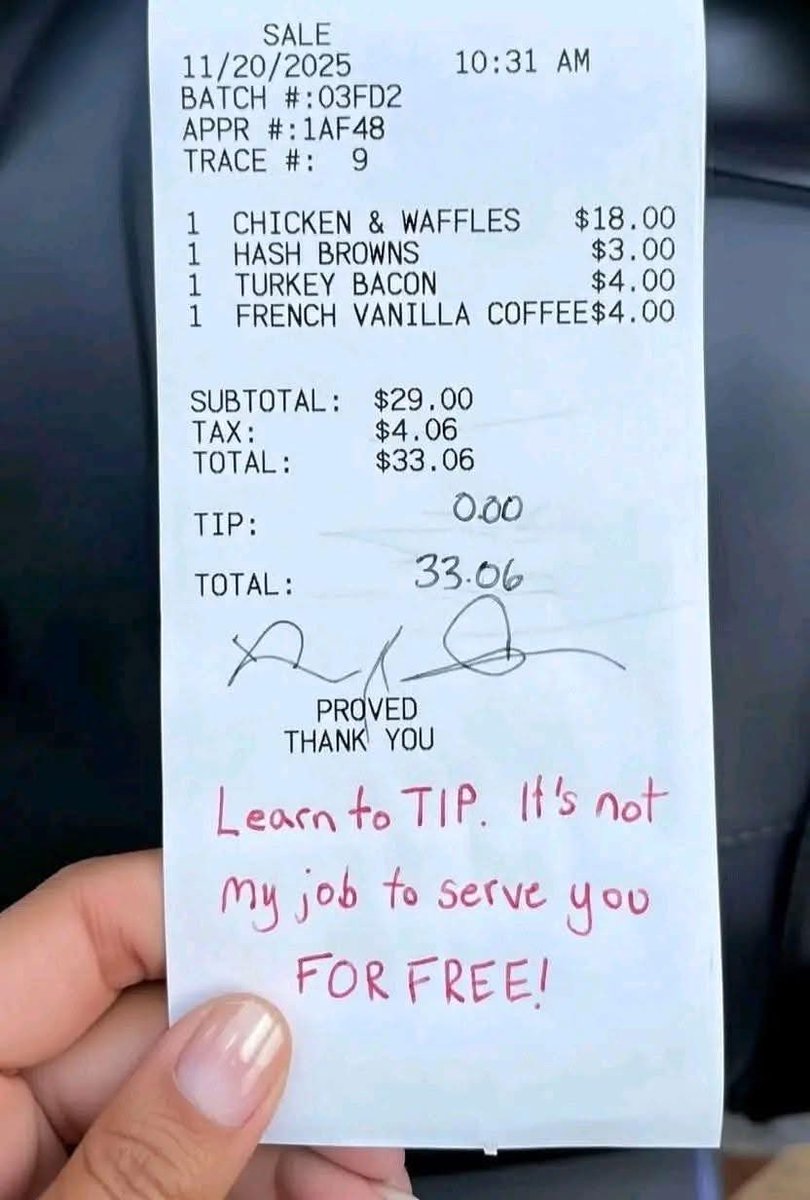 SALE
11/20/2025 10:31 AM
BATCH #:03FD2
APPR #:1AF48
TRACE #: 9
1 CHICKEN & WAFFLES $18.00
1 HASH BROWNS $3.00
1 TURKEY BACON $4.00
1 FRENCH VANILLA COFFEE$4.00
SUBTOTAL: $29.00
TAX: $4.06
TOTAL: $33.06
TIP: 0.00
TOTAL: 33.06
PROVED
THANK YOU
Learn to TIP. It's not
my job to serve you
FOR FREE!